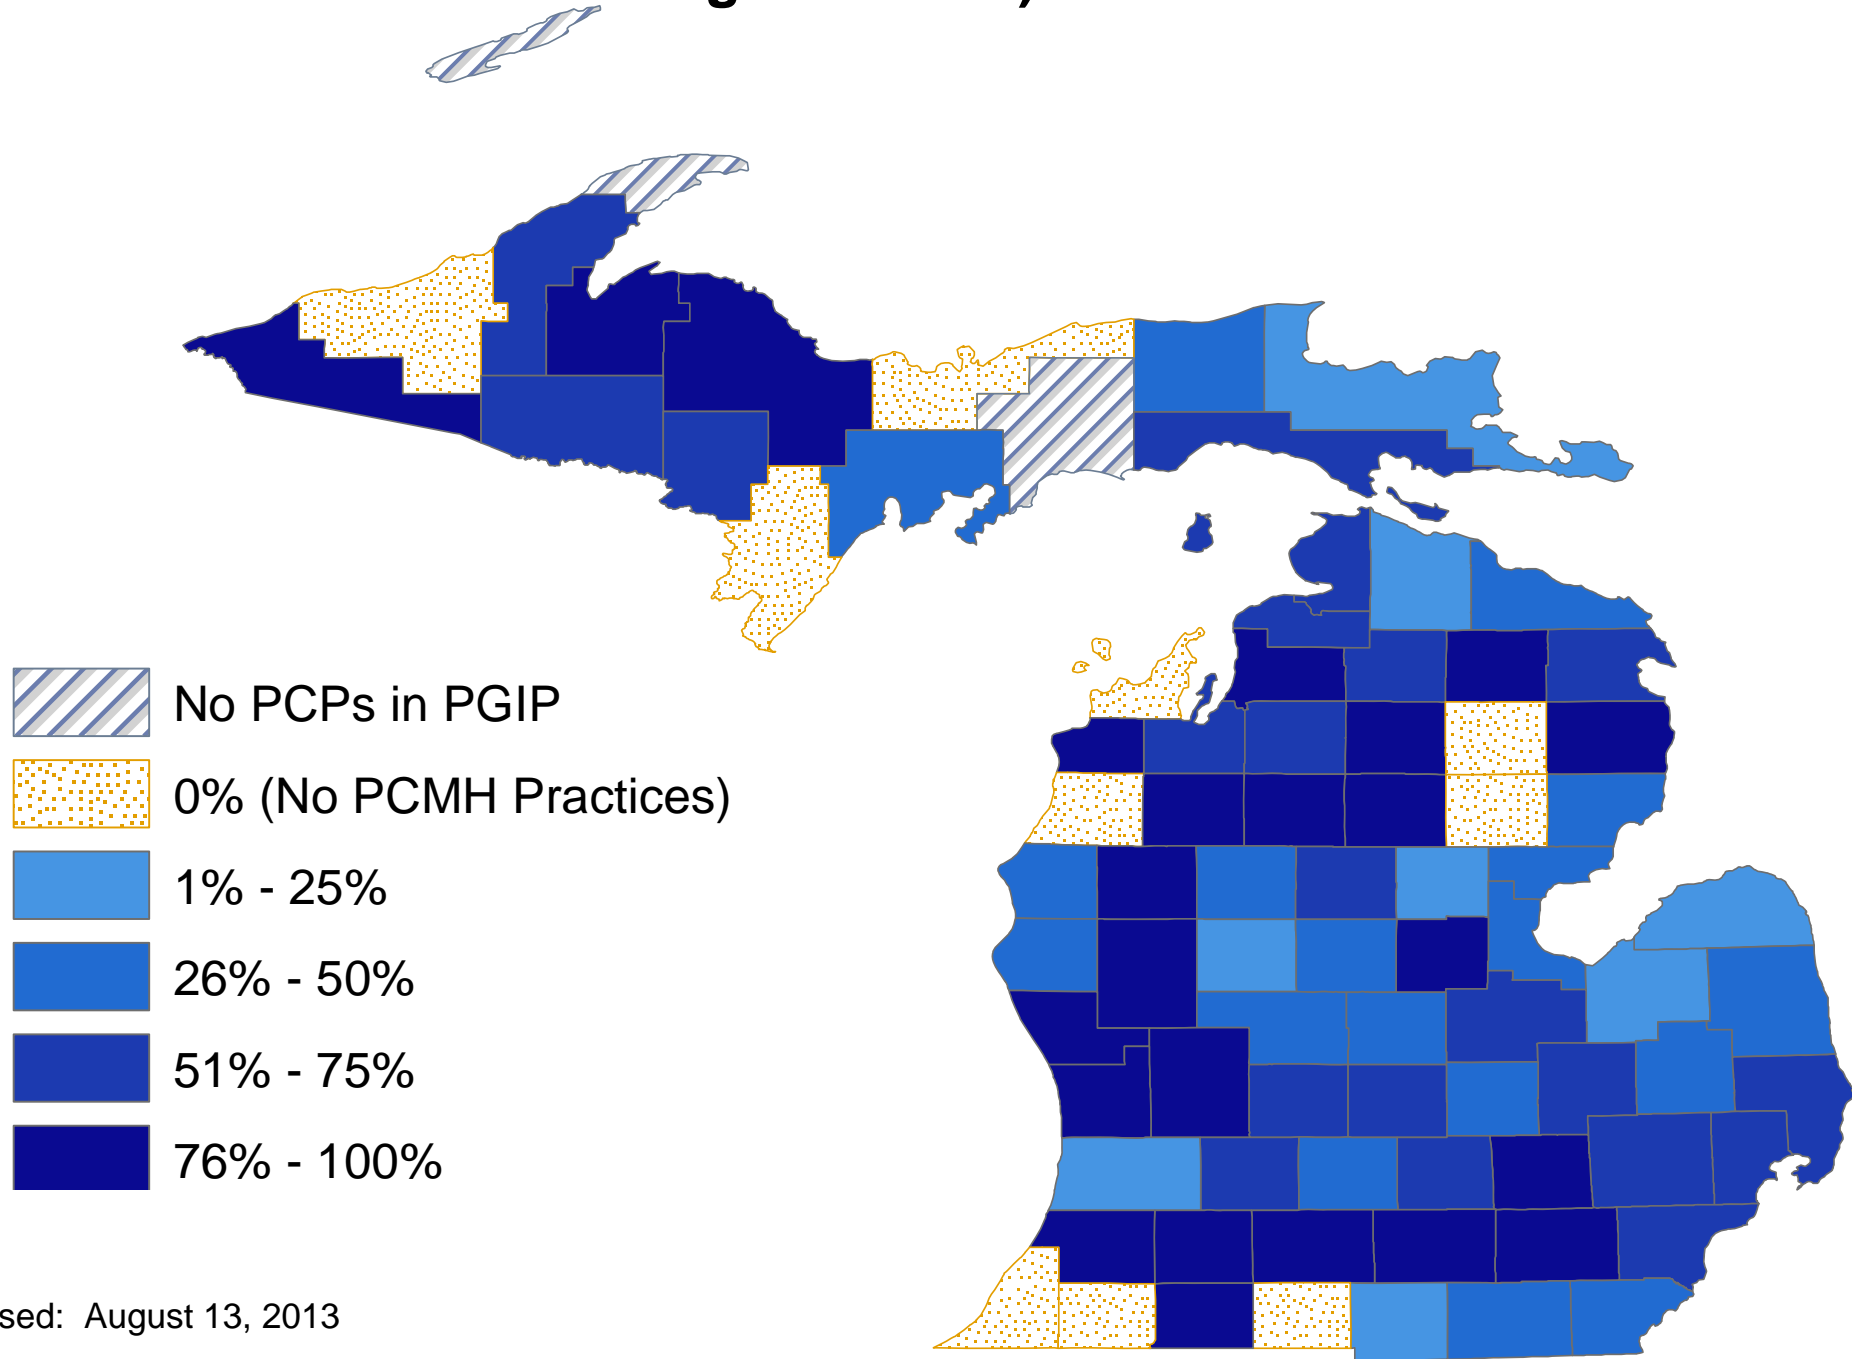 No PCPs in PGIP
0% (No PCMH Practices)
1% - 25%
26% - 50%
51% - 75%
76% - 100%
sed: August 13, 2013